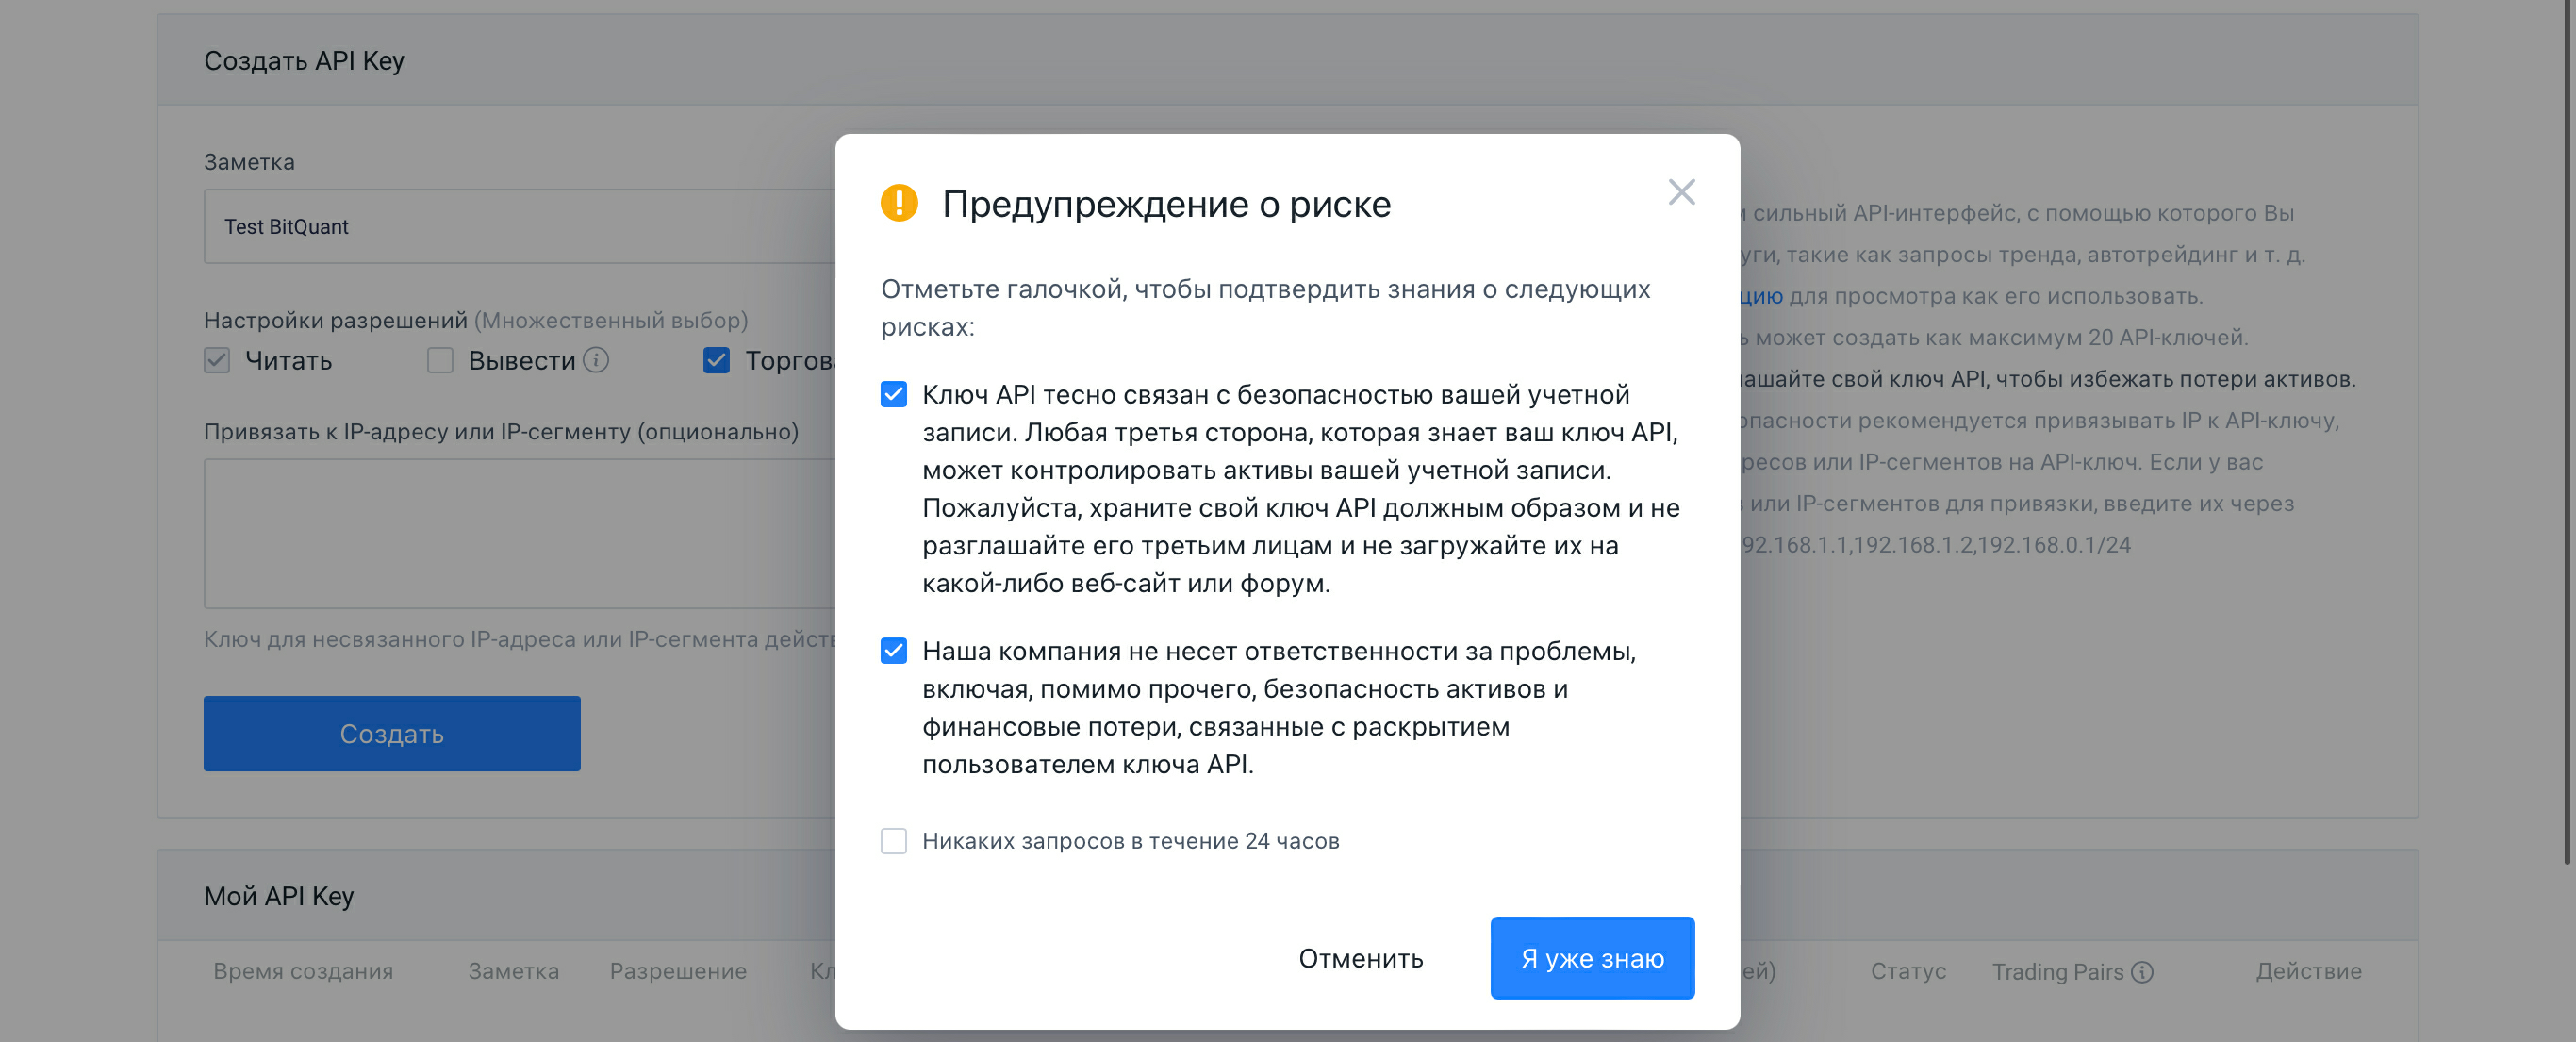 Создать API Key
Заметка
Test BitQuant
Настройки разрешений (Множественный выбор)
Читать
Вывести
Предупреждение о риске
Отметьте галочкой, чтобы подтвердить знания о следующих
рисках:
Ключ API тесно связан с безопасностью вашей учетной
записи. Любая третья сторона, которая знает ваш ключ API,
может контролировать активы вашей учетной записи.
Пожалуйста, храните свой ключ API должным образом и не
разглашайте его третьим лицам и не загружайте их на
какой-либо веб-сайт или форум.
Наша компания не несет ответственности за проблемы,
включая, помимо прочего, безопасность активов и
финансовые потери, связанные с раскрытием
пользователем ключа API.
Никаких запросов в течение 24 часов
Отменить
Я уже знаю
сильный API-интерфейс, с помощью которого Вы
такие как запросы тренда, автотрейдинг и т. д.
для просмотра как его использовать.
может создать как максимум 20 API-ключей.
свой ключ API, чтобы избежать потери активов.
рекомендуется привязывать IP к API-ключу,
или IP-сегментов на API-ключ. Если у вас
или IP-сегментов для привязки, введите их через
92.168.1.1,192.168.1.2,192.168.0.1/24
Привязать к IP-адресу или IP-сегменту (опционально)
Ключ для несвязанного IP-адреса или IP-сегмента
Создать
Мой API Key
Время создания
Заметка
Разрешение
Статус
Trading Pairs
Действие